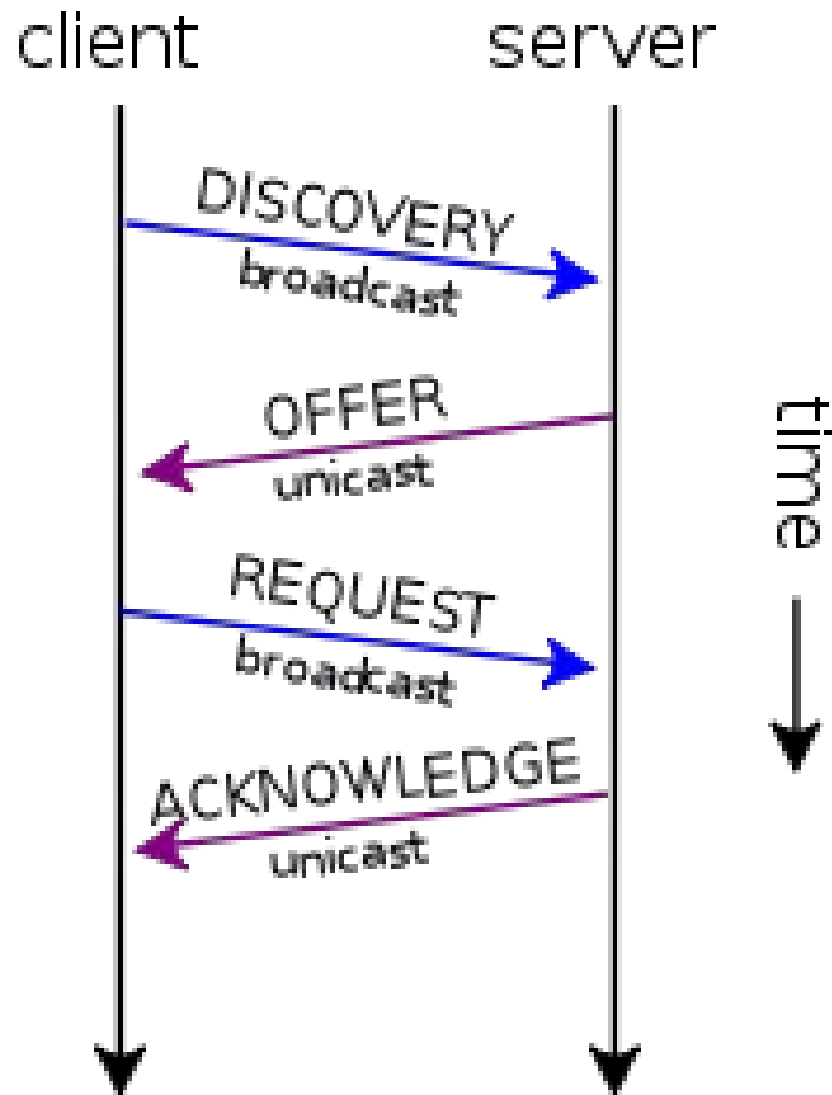 client
server
DISCOVERY
broadcast
OFFER
unicast
REQUEST
broadcast
ACKNOWLEDGE
unicast
time